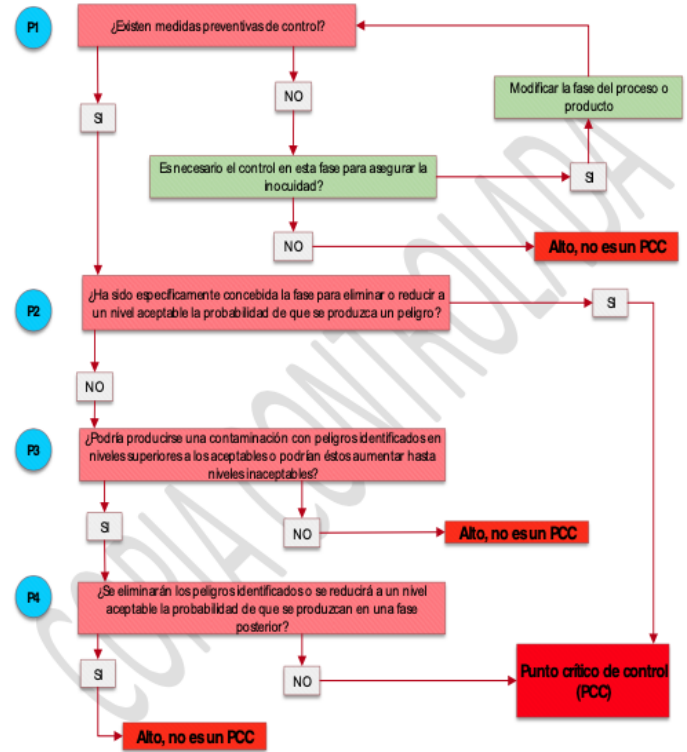 P1
¿Existen medidas preventivas de control?
SI
NO
Modificar la fase del proceso o
producto
Es necesario el control en esta fase para asegurar la
inocuidad?
SI
NO
Alto, no es un PCC
P2
¿Ha sido específicamente concebida la fase para eliminar o reducir a
un nivel aceptable la probabilidad de que se produzca un peligro?
SI
NO
P3
¿Podría producirse una contaminación con peligros identificados en
niveles superiores a los aceptables o podrían éstos aumentar hasta
niveles inaceptables?
SI
NO
Alto, no es un PCC
P4
¿Se eliminarán los peligros identificados o se reducirá a un nivel
aceptable la probabilidad de que se produzcan en una fase
posterior?
SI
NO
Punto crítico de control
(PCC)
Alto, no es un PCC
COPIA CONTROLADA